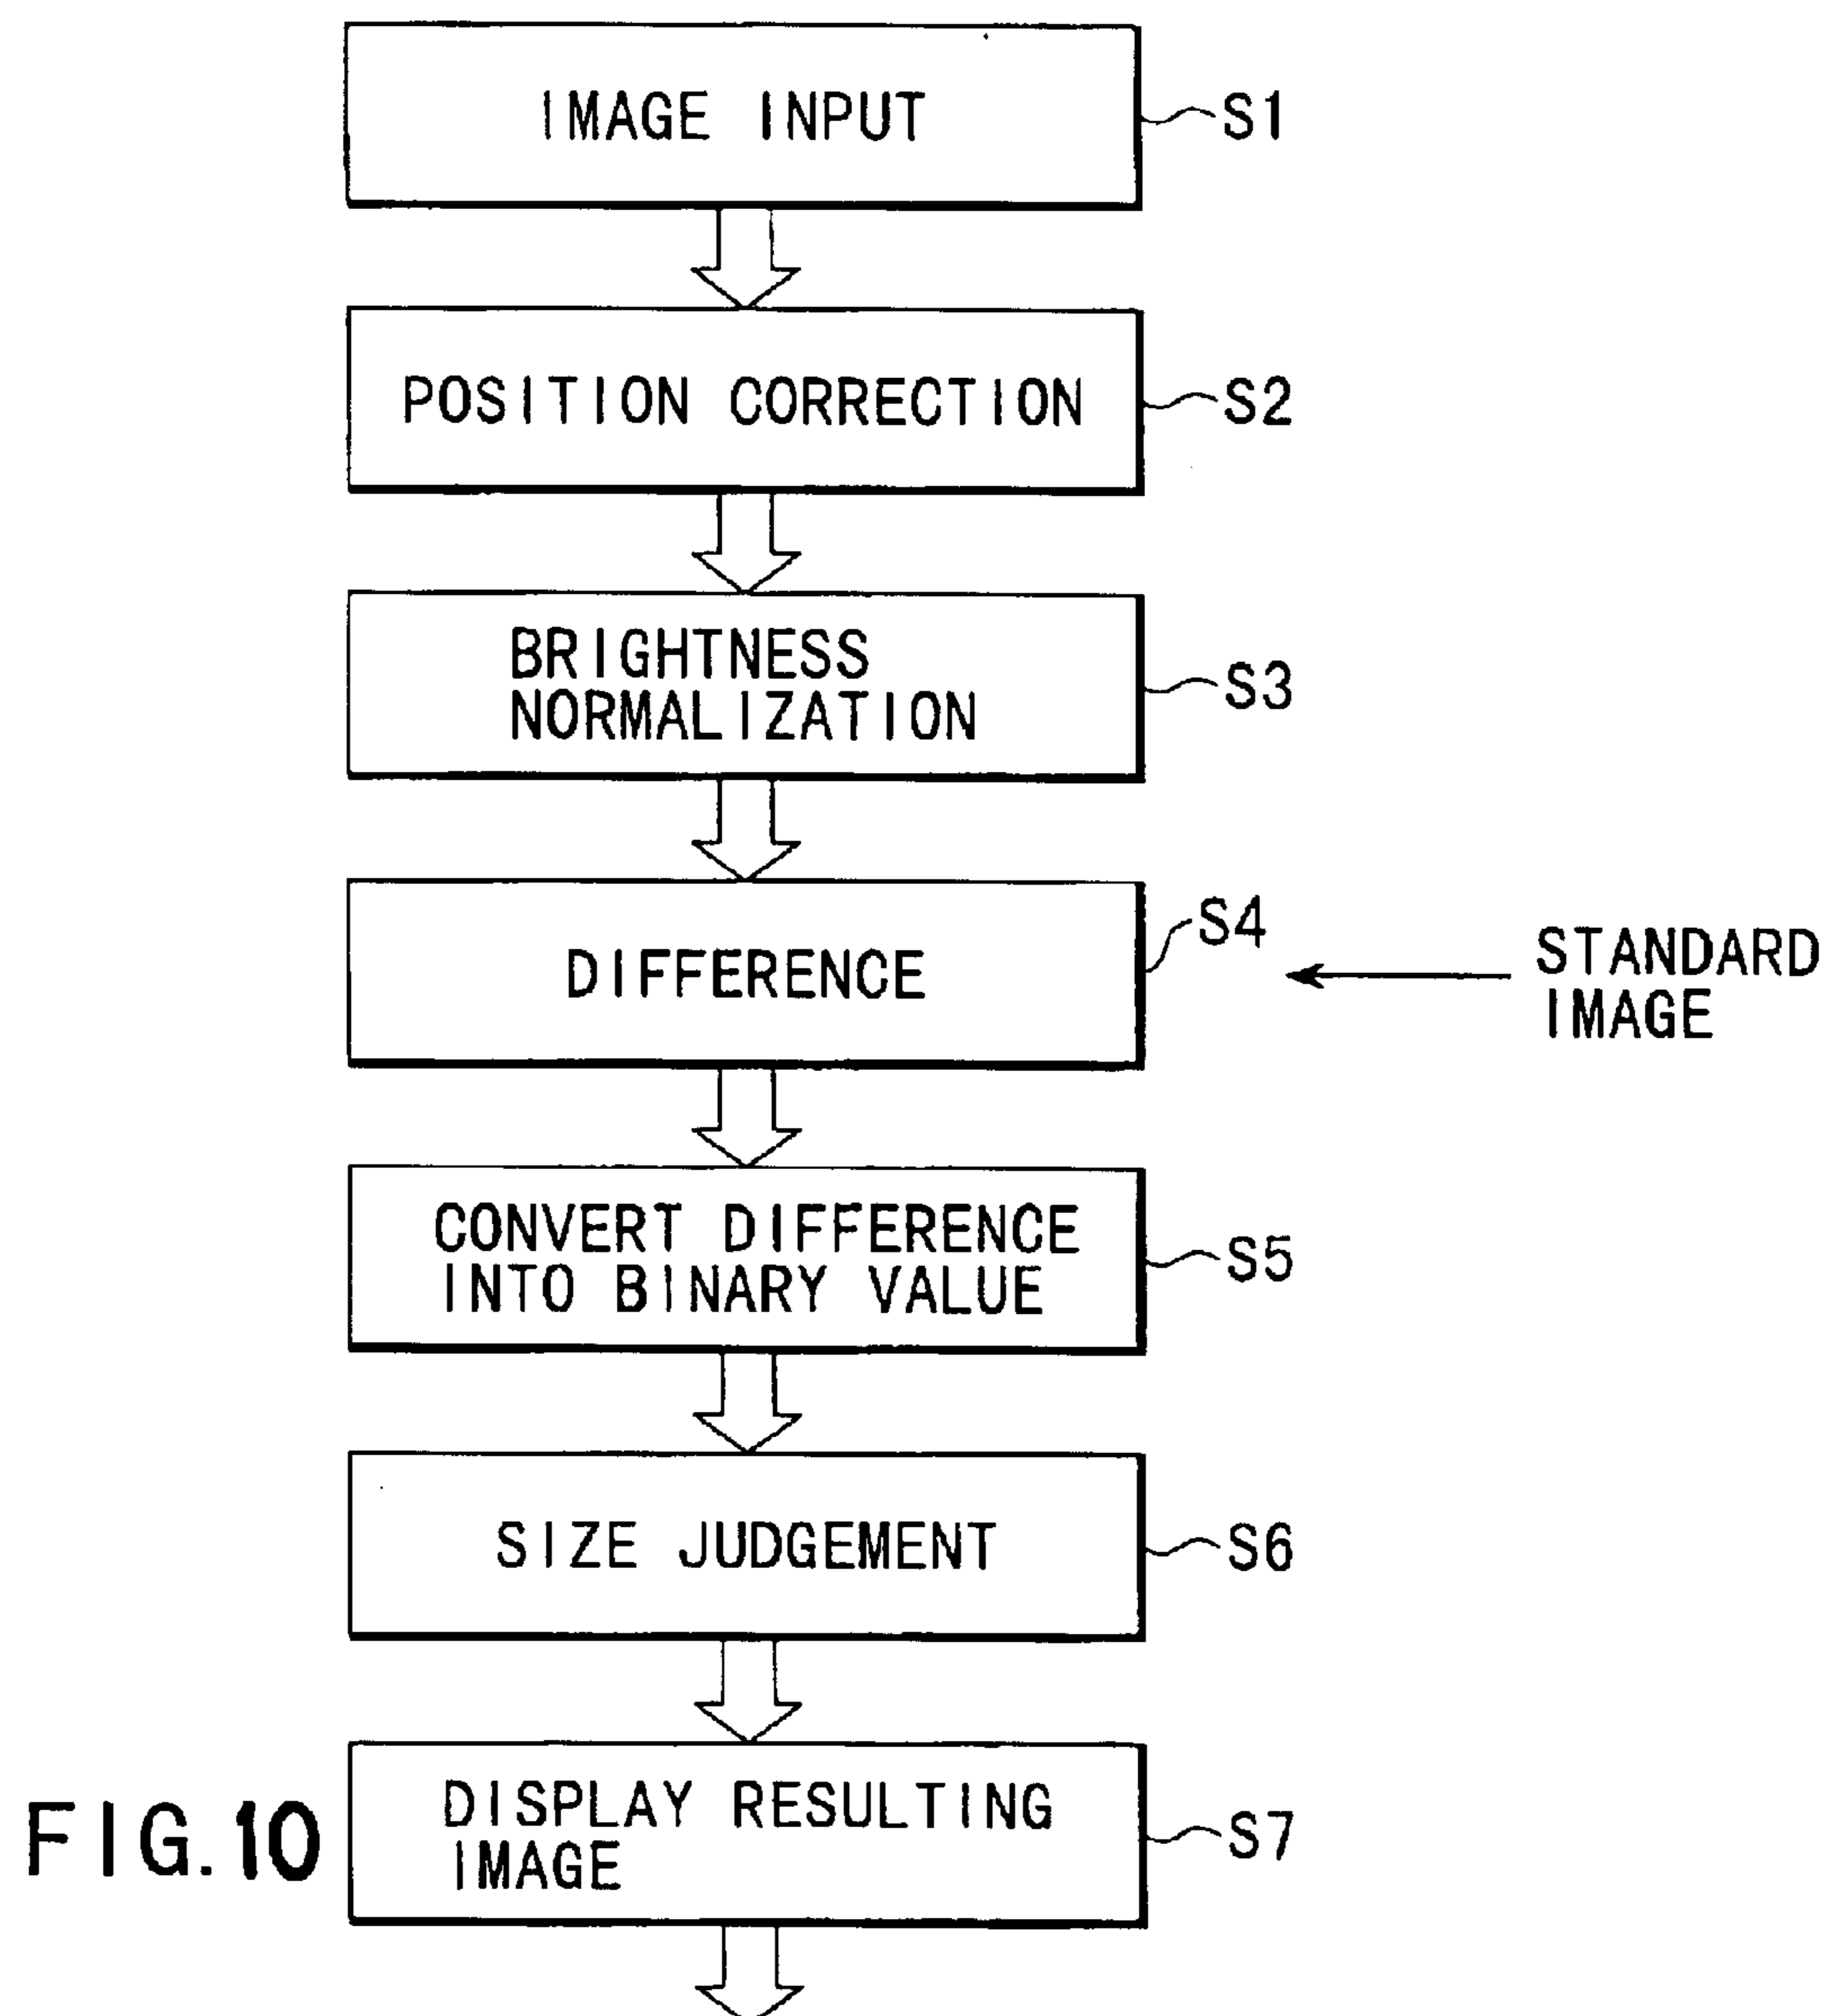 IMAGE INPUT
S1
POSITION CORRECTION
S2
BRIGHTNESS
NORMALIZATION
S3
DIFFERENCE
S4
STANDARD
IMAGE
CONVERT DIFFERENCE
INTO BINARY VALUE
S5
SIZE JUDGEMENT
S6
DISPLAY RESULTING
IMAGE
S7
FIG.10